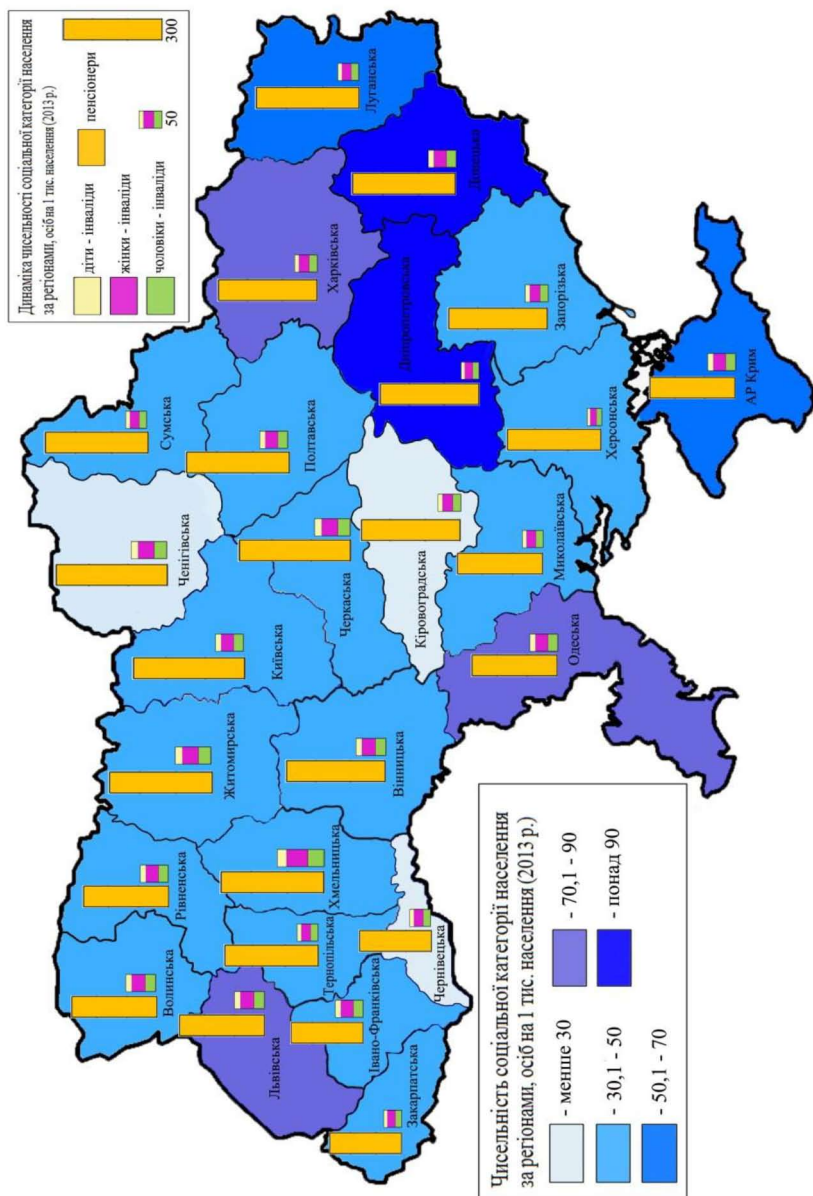 Динаміка чисельності соціальної категорії населення
за регіонами, осіб на 1 тис. населення (2013 р.)
діти - інваліди
пенсіонери
300
жінки - інваліди
чоловіки - інваліди
50
Волинська
Рівненська
Житомирська
Київська
Ченігівська
Сумська
Львівська
Тернопільська
Хмельницька
Вінницька
Черкаська
Полтавська
Харківська
Луганська
Закарпатська
Івано-Франківська
Чернівецька
Кіровоградська
Дніпропетровська
Донецька
Одеська
Миколаївська
Херсонська
Запорізька
АР Крим
Чисельність соціальної категорії населення
за регіонами, осіб на 1 тис. населення (2013 р.)
- менше 30
- 70,1 - 90
- 30,1 - 50
- понад 90
- 50,1 - 70